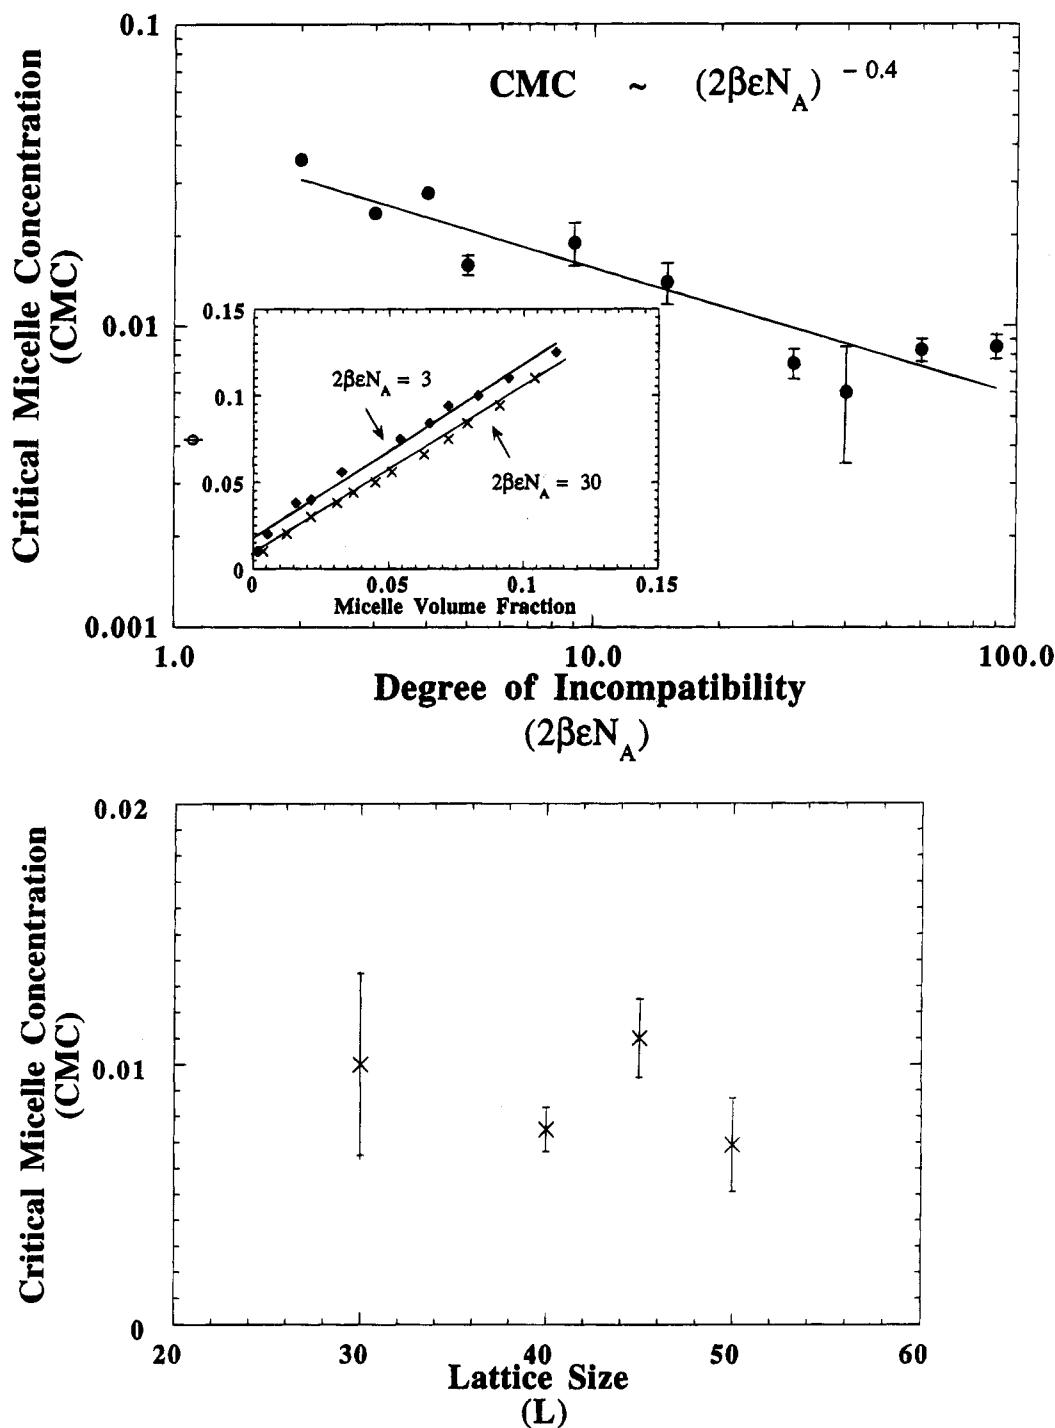 0.1
CMC ~ (2βεN_A)^{-0.4}
Critical Micelle Concentration
(CMC)
0.01
0.001
0.15
0.1
0.05
0
ϕ
2βεN_A = 3
2βεN_A = 30
0 0.05 0.1 0.15
Micelle Volume Fraction
1.0 10.0 100.0
Degree of Incompatibility
(2βεN_A)
0.02
Critical Micelle Concentration
(CMC)
0.01
0
20 30 40 50 60
Lattice Size
(L)